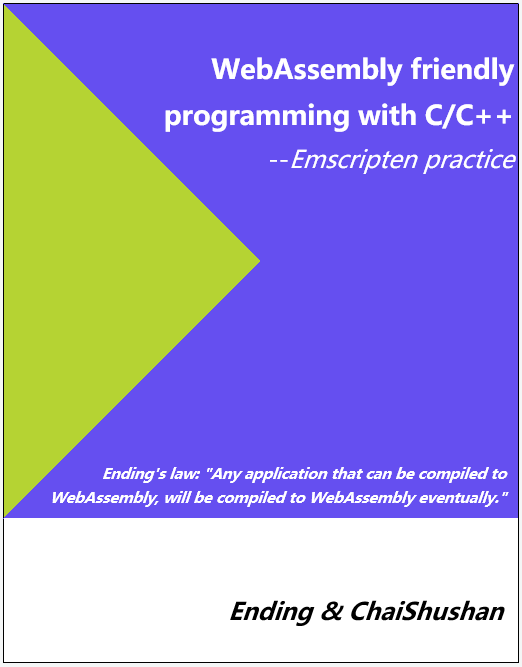 WebAssembly friendly
programming with C/C++
--Emscripten practice
Ending's law: "Any application that can be compiled to
WebAssembly, will be compiled to WebAssembly eventually."
Ending & ChaiShushan